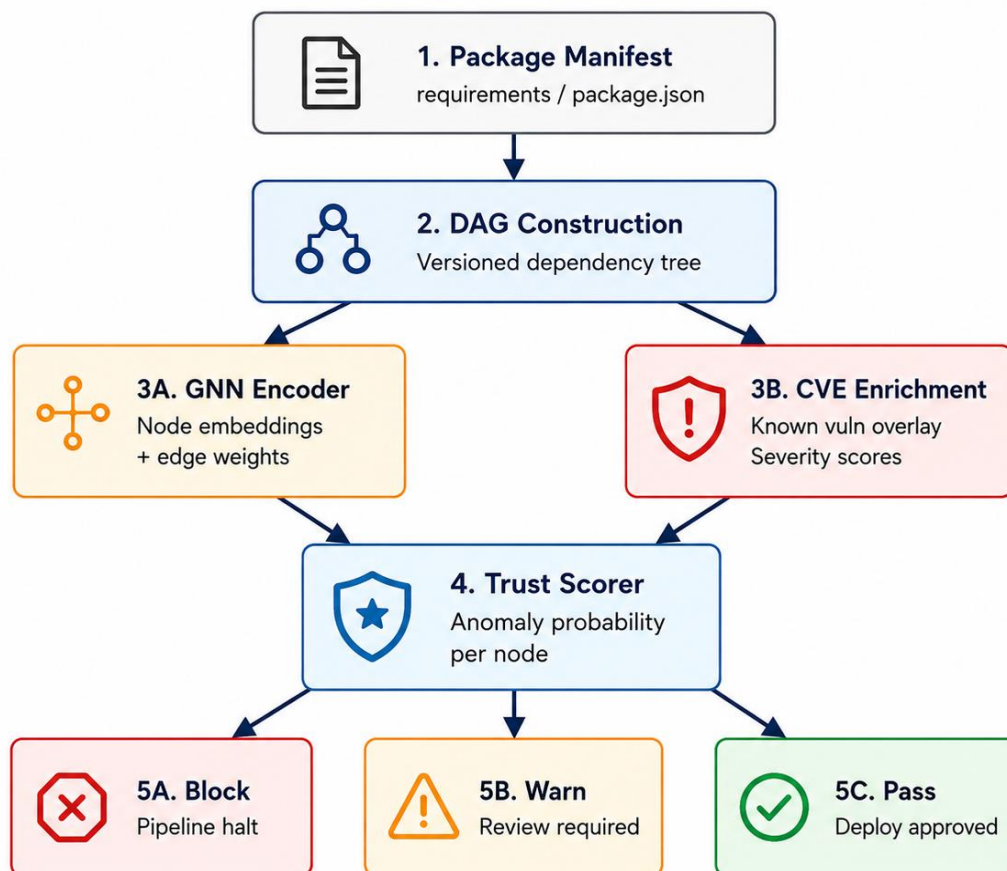 1. Package Manifest
requirements / package.json
2. DAG Construction
Versioned dependency tree
3A. GNN Encoder
Node embeddings
+ edge weights
3B. CVE Enrichment
Known vuln overlay
Severity scores
4. Trust Scorer
Anomaly probability
per node
5A. Block
Pipeline halt
5B. Warn
Review required
5C. Pass
Deploy approved